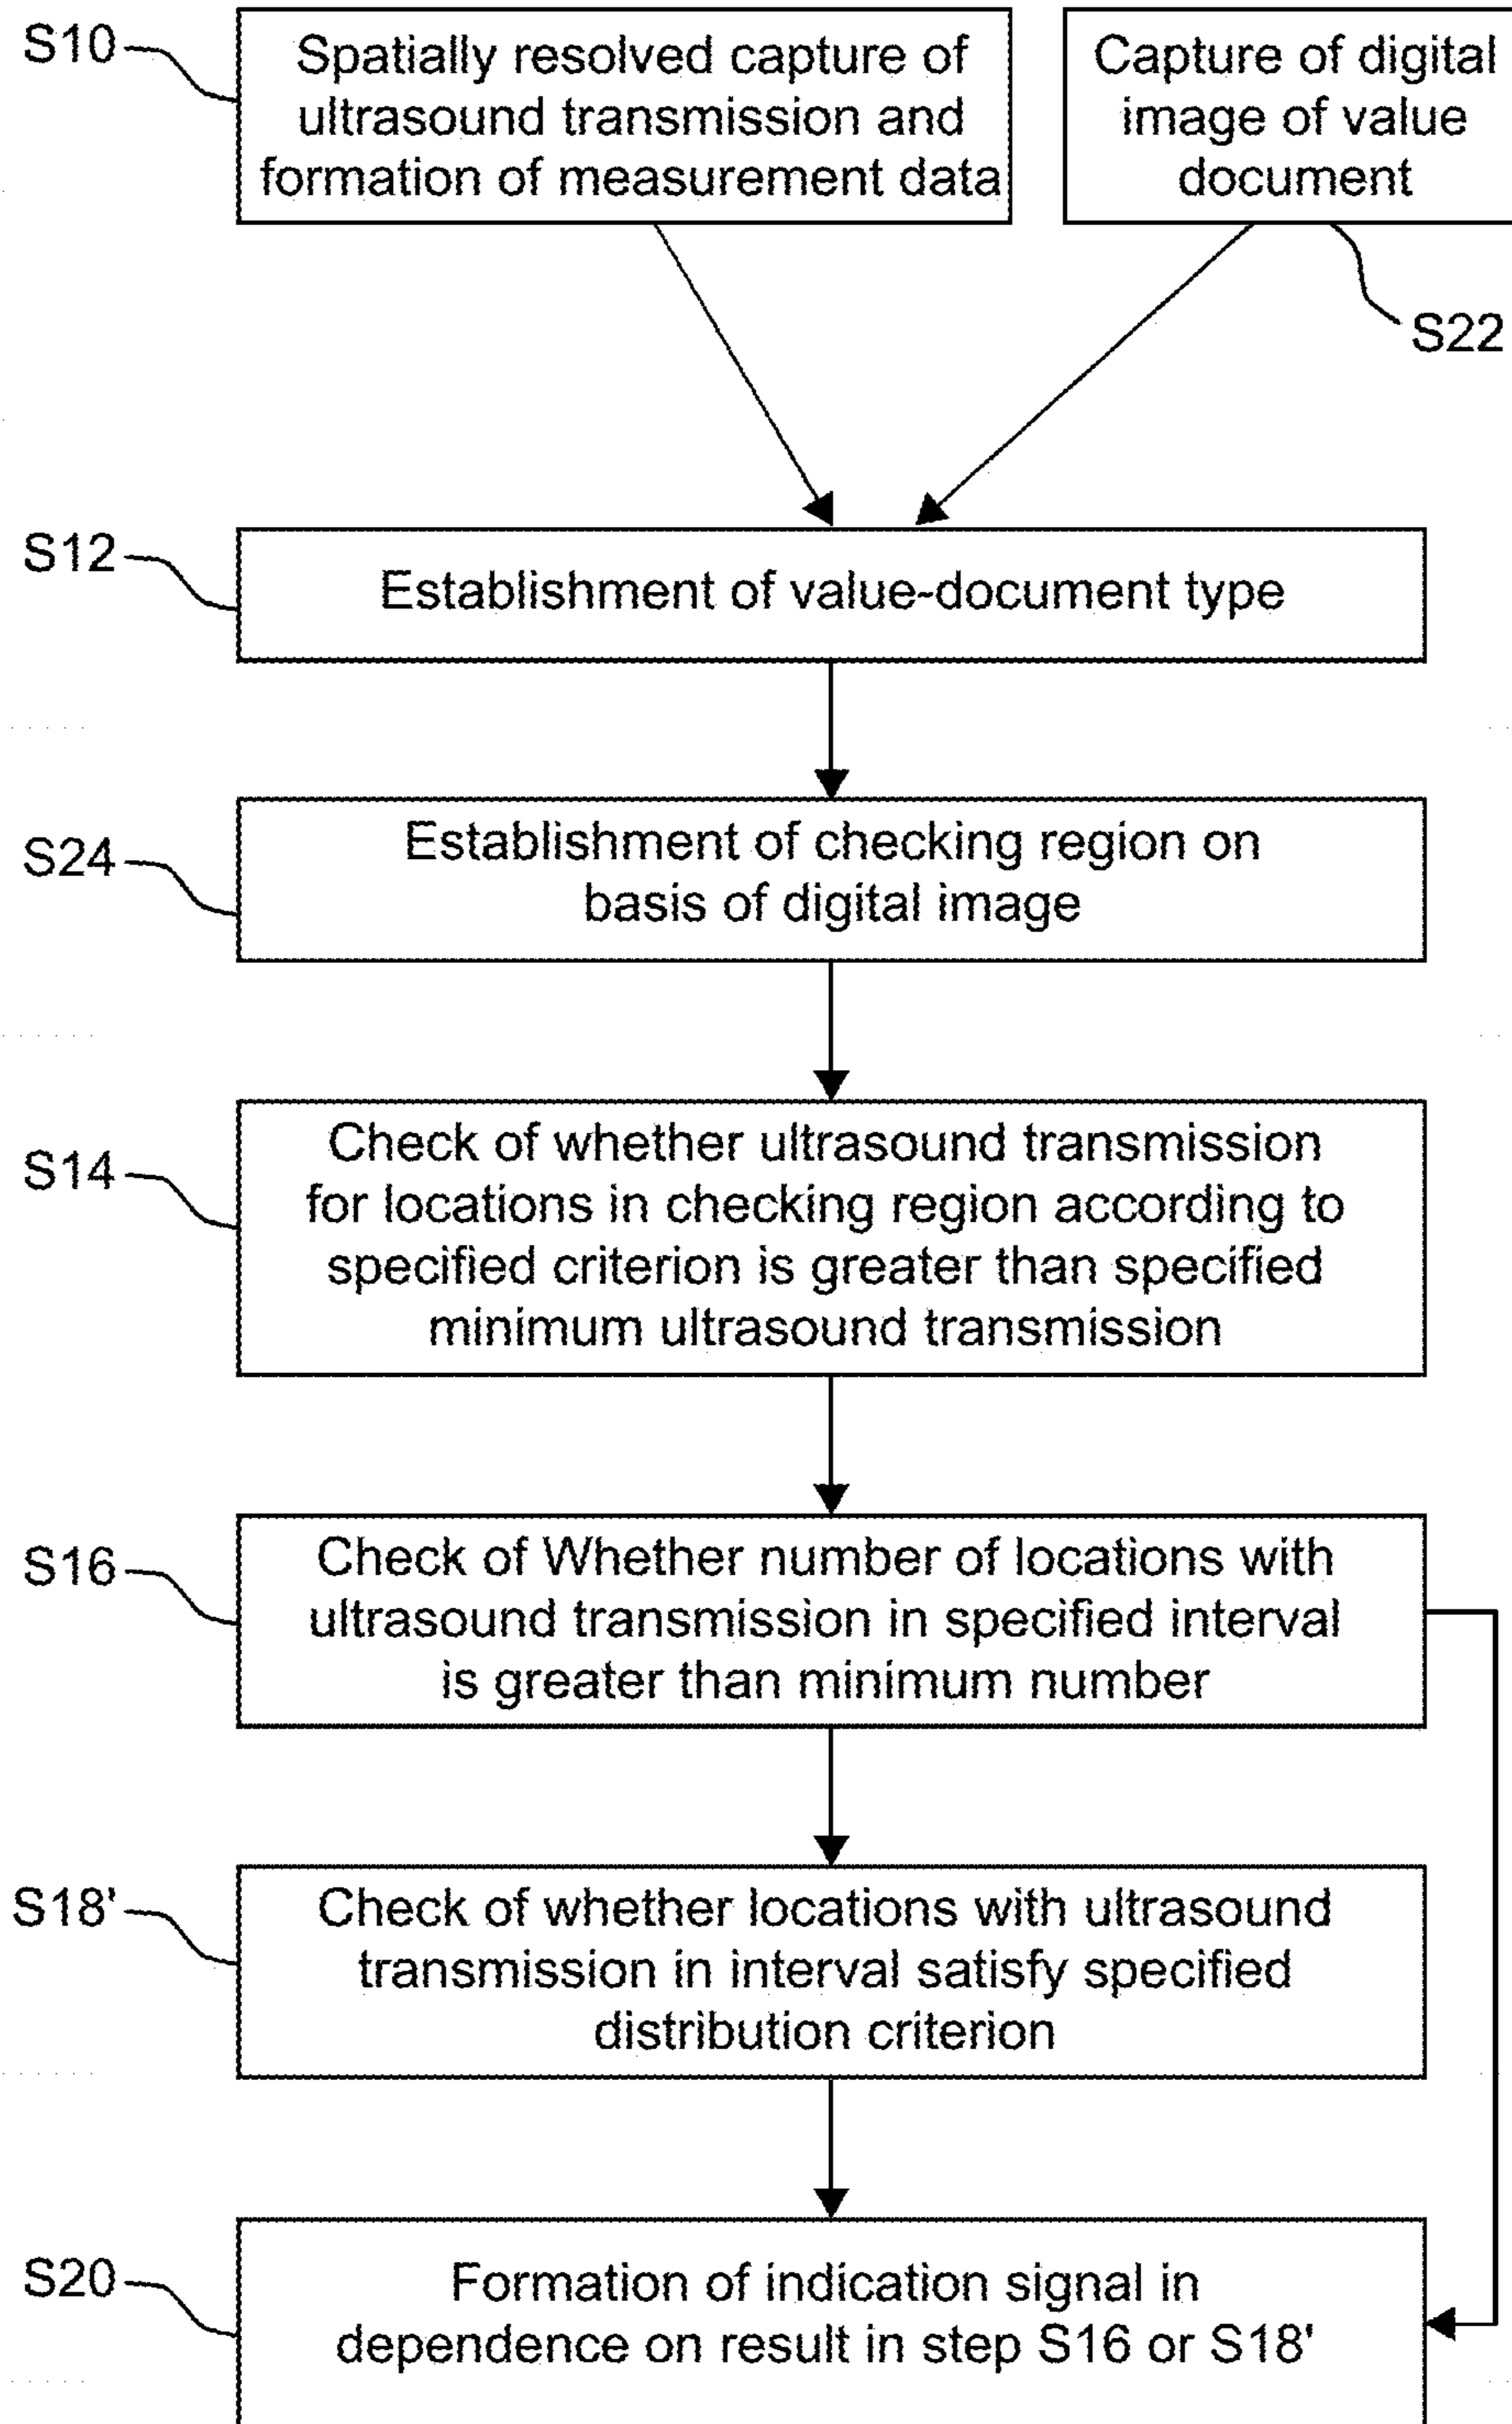 S10
Spatially resolved capture of
ultrasound transmission and
formation of measurement data
Capture of digital
image of value
document
S22
S12
Establishment of value-document type
S24
Establishment of checking region on
basis of digital image
S14
Check of whether ultrasound transmission
for locations in checking region according to
specified criterion is greater than specified
minimum ultrasound transmission
S16
Check of Whether number of locations with
ultrasound transmission in specified interval
is greater than minimum number
S18'
Check of whether locations with ultrasound
transmission in interval satisfy specified
distribution criterion
S20
Formation of indication signal in
dependence on result in step S16 or S18'